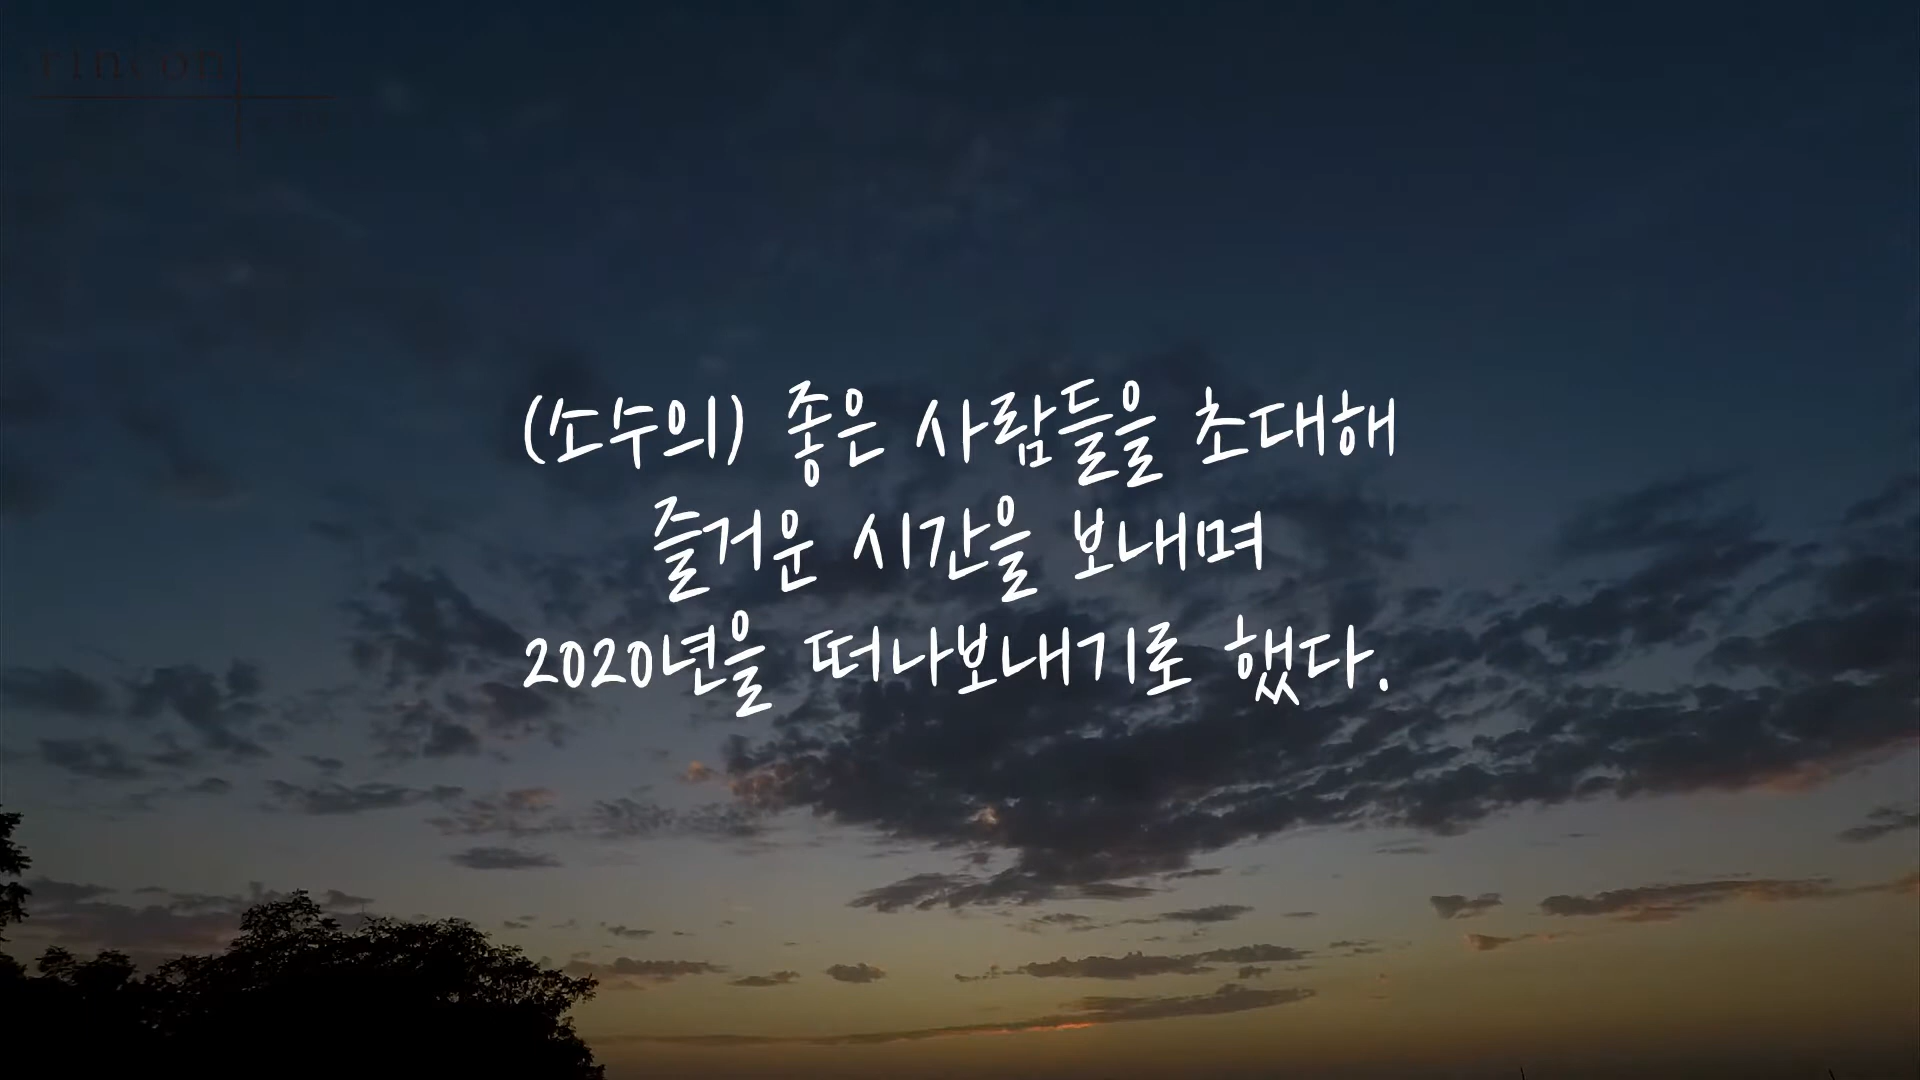 rincon
(소수의) 좋은 사람들을 초대해
즐거운 시간을 보내며
2020년을 떠나보내기로 했다.